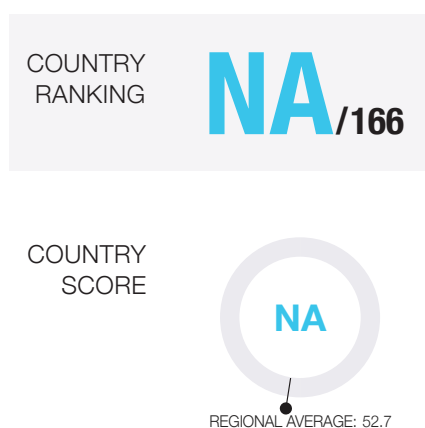 COUNTRY
RANKING
NA/166
COUNTRY
SCORE
NA
REGIONAL AVERAGE: 52.7